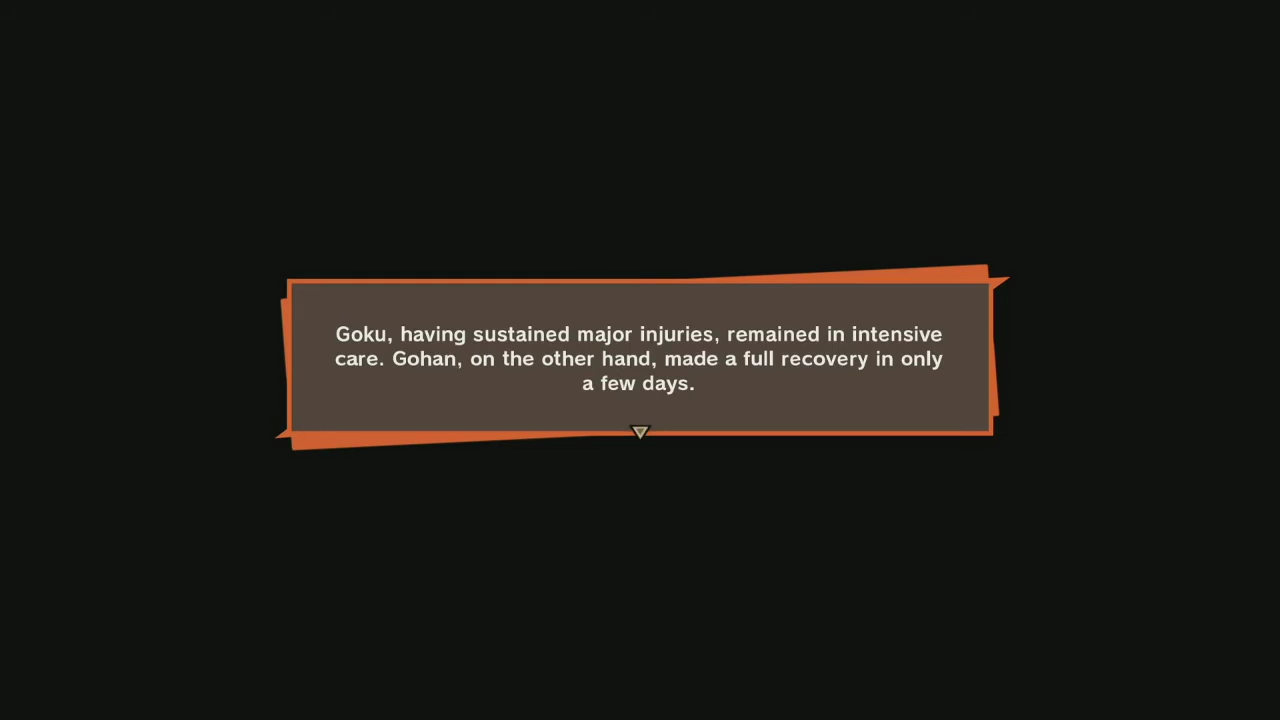 Goku, having sustained major injuries, remained in intensive
care. Gohan, on the other hand, made a full recovery in only
a few days.